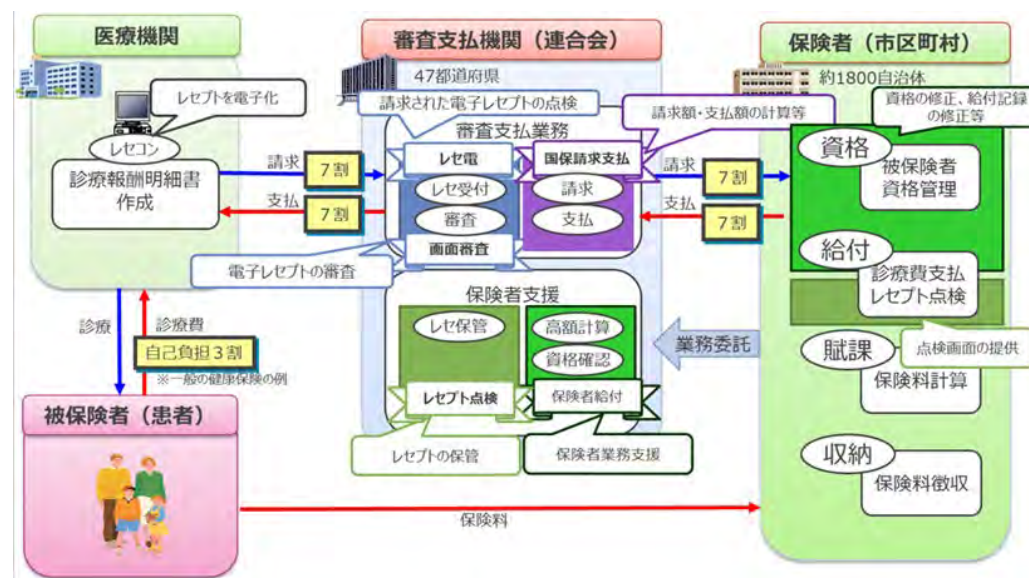 医療機関
レセプトを電子化
レセコン
診療報酬明細書
作成
請求
7割
支払
7割
審査支払機関（連合会）
47都道府県
請求された電子レセプトの点検
審査支払業務
請求額・支払額の計算等
レセ電
国保請求支払
レセ受付
請求
審査
支払
画面審査
電子レセプトの審査
保険者支援
レセ保管
高額計算
資格確認
レセプト点検
保険者給付
レセプトの保管
保険者業務支援
請求
7割
支払
7割
業務委託
保険者（市区町村）
約1800自治体
資格の修正、給付記録
の修正等
資格
被保険者
資格管理
給付
診療費支払
レセプト点検
点検画面の提供
賦課
保険料計算
収納
保険料徴収
診療
診療費
自己負担３割
※一般の健康保険の例
被保険者（患者）
保険料